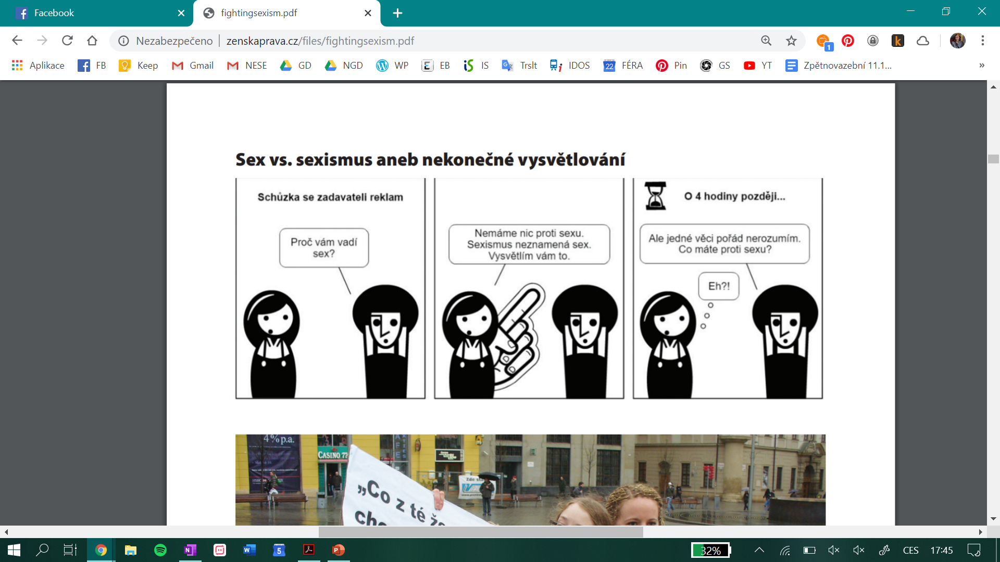 Facebook
fightingsexism.pdf
Nezabezpečeno
zenskaprava.cz/files/fightingsexism.pdf
1
Aplikace
FB
Keep
Gmail
NESE
GD
NGD
WP
EB
IS
Trslt
IDOS
22
FÉRA
Pin
GS
YT
Zpětnovazební 11.1...
Sex vs. sexismus aneb nekonečné vysvětlování
Schůzka se zadavateli reklam
Proč vám vadí
sex?
Nemáme nic proti sexu.
Sexismus neznamená sex.
Vysvětlím vám to.
O 4 hodiny později...
Ale jedné věci pořád nerozumím.
Co máte proti sexu?
Eh?!
4% p.a.
CASINO 77
Zde
„Co z té
32%
CES
17:45